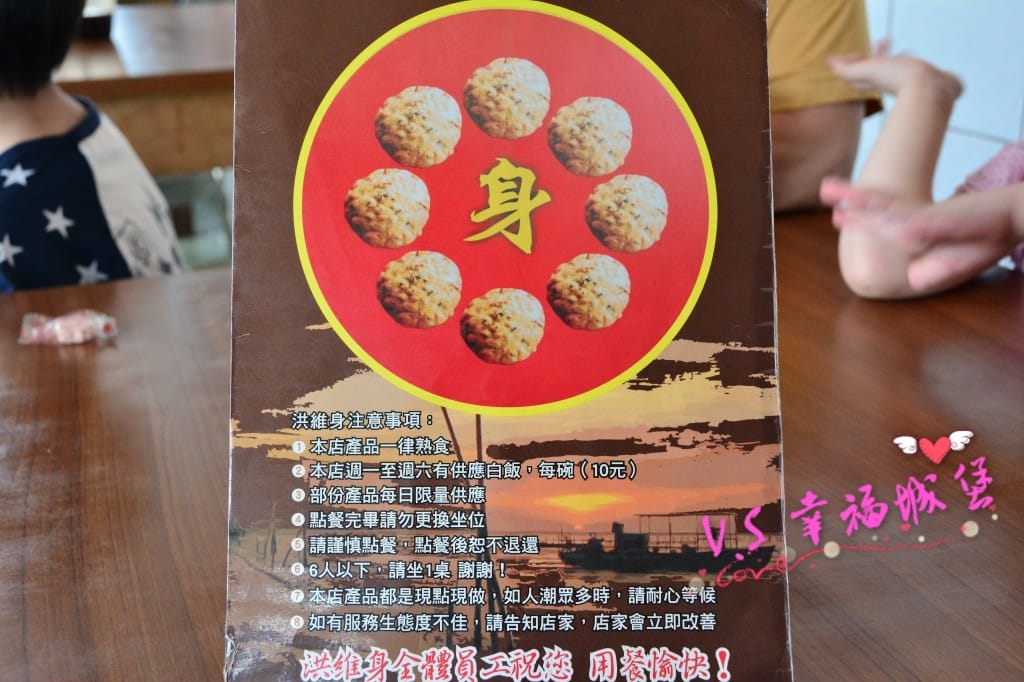 身
洪維身注意事項：
1 本店產品一律熟食
2 本店週一至週六有供應白飯，每碗（10元）
3 部份產品每日限量供應
4 點餐完畢請勿更換坐位
5 請謹慎點餐，點餐後恕不退還
6 6人以下，請坐1桌 謝謝！
7 本店產品都是現點現做，如人潮眾多時，請耐心等候
8 如有服務生態度不佳，請告知店家，店家會立即改善
洪維身全體員工祝您 用餐愉快！
V.S 幸福城堡
Love